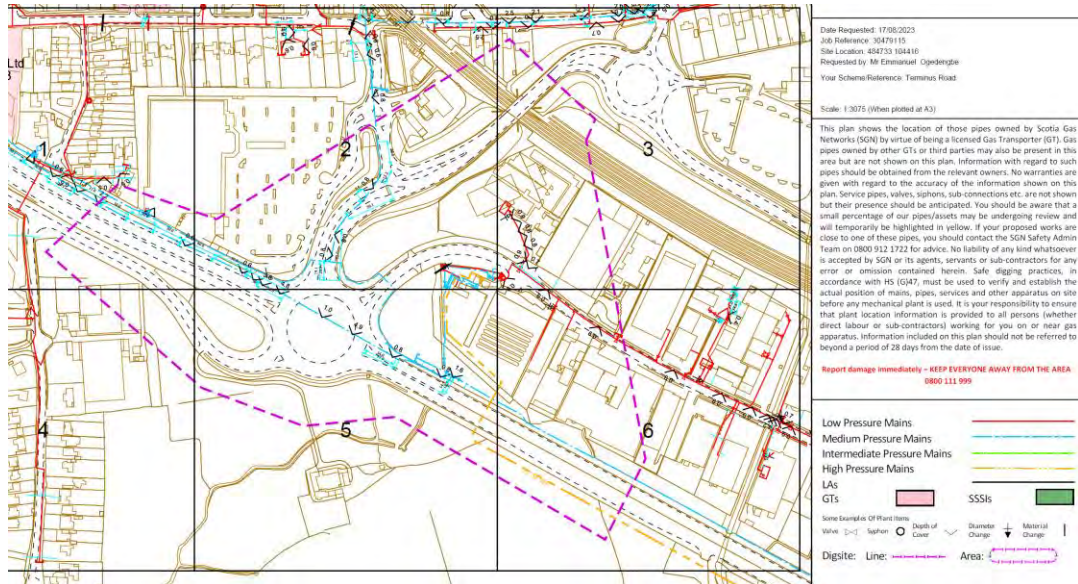 Ltd
1
2
3
4
5
6
Date Requested: 17/08/2023
Job Reference: 30479115
Site Location: 484733 104416
Requested by: Mr Emmanuel Ogedengbe
Your Scheme/Reference: Terminus Road
Scale: 1:3075 (When plotted at A3)
This plan shows the location of those pipes owned by Scotia Gas
Networks (SGN) by virtue of being a licensed Gas Transporter (GT). Gas
pipes owned by other GTs or third parties may also be present in this
area but are not shown on this plan. Information with regard to such
pipes should be obtained from the relevant owners. No warranties are
given with regard to the accuracy of the information shown on this
plan. Service pipes, valves, siphons, sub-connections etc. are not shown
but their presence should be anticipated. You should be aware that a
small percentage of our pipes/assets may be undergoing review and
will temporarily be highlighted in yellow. If your proposed works are
close to one of these pipes, you should contact the SGN Safety Admin
Team on 0800 912 1722 for advice. No liability of any kind whatsoever
is accepted by SGN or its agents, servants or sub-contractors for any
error or omission contained herein. Safe digging practices, in
accordance with HS (G)47, must be used to verify and establish the
actual position of mains, pipes, services and other apparatus on site
before any mechanical plant is used. It is your responsibility to ensure
that plant location information is provided to all persons (whether
direct labour or sub-contractors) working for you on or near gas
apparatus. Information included on this plan should not be referred to
beyond a period of 28 days from the date of issue.
Report damage immediately – KEEP EVERYONE AWAY FROM THE AREA
0800 111 999
Low Pressure Mains
Medium Pressure Mains
Intermediate Pressure Mains
High Pressure Mains
LAs
GTs SSSIs
Some Examples Of Plant Items
Valve Syphon Depth of Cover Diameter Change Material Change
Digsite: Line: Area: